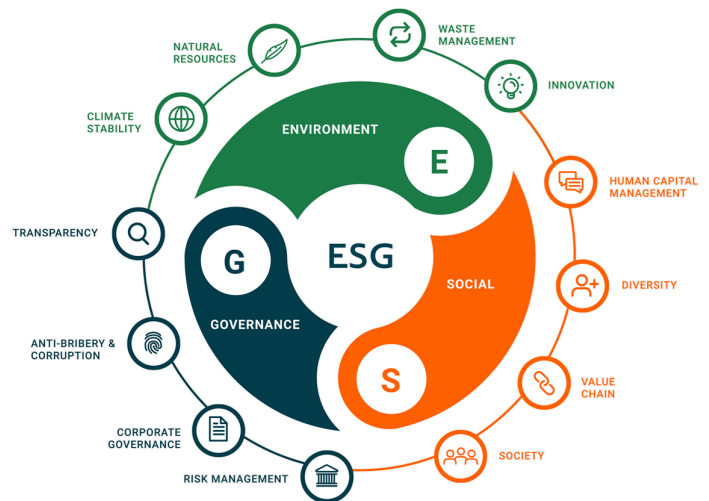 WASTE
MANAGEMENT
NATURAL
RESOURCES
INNOVATION
CLIMATE
STABILITY
ENVIRONMENT
E
HUMAN CAPITAL
MANAGEMENT
TRANSPARENCY
G
ESG
SOCIAL
DIVERSITY
GOVERNANCE
ANTI-BRIBERY &
CORRUPTION
S
VALUE
CHAIN
CORPORATE
GOVERNANCE
SOCIETY
RISK MANAGEMENT